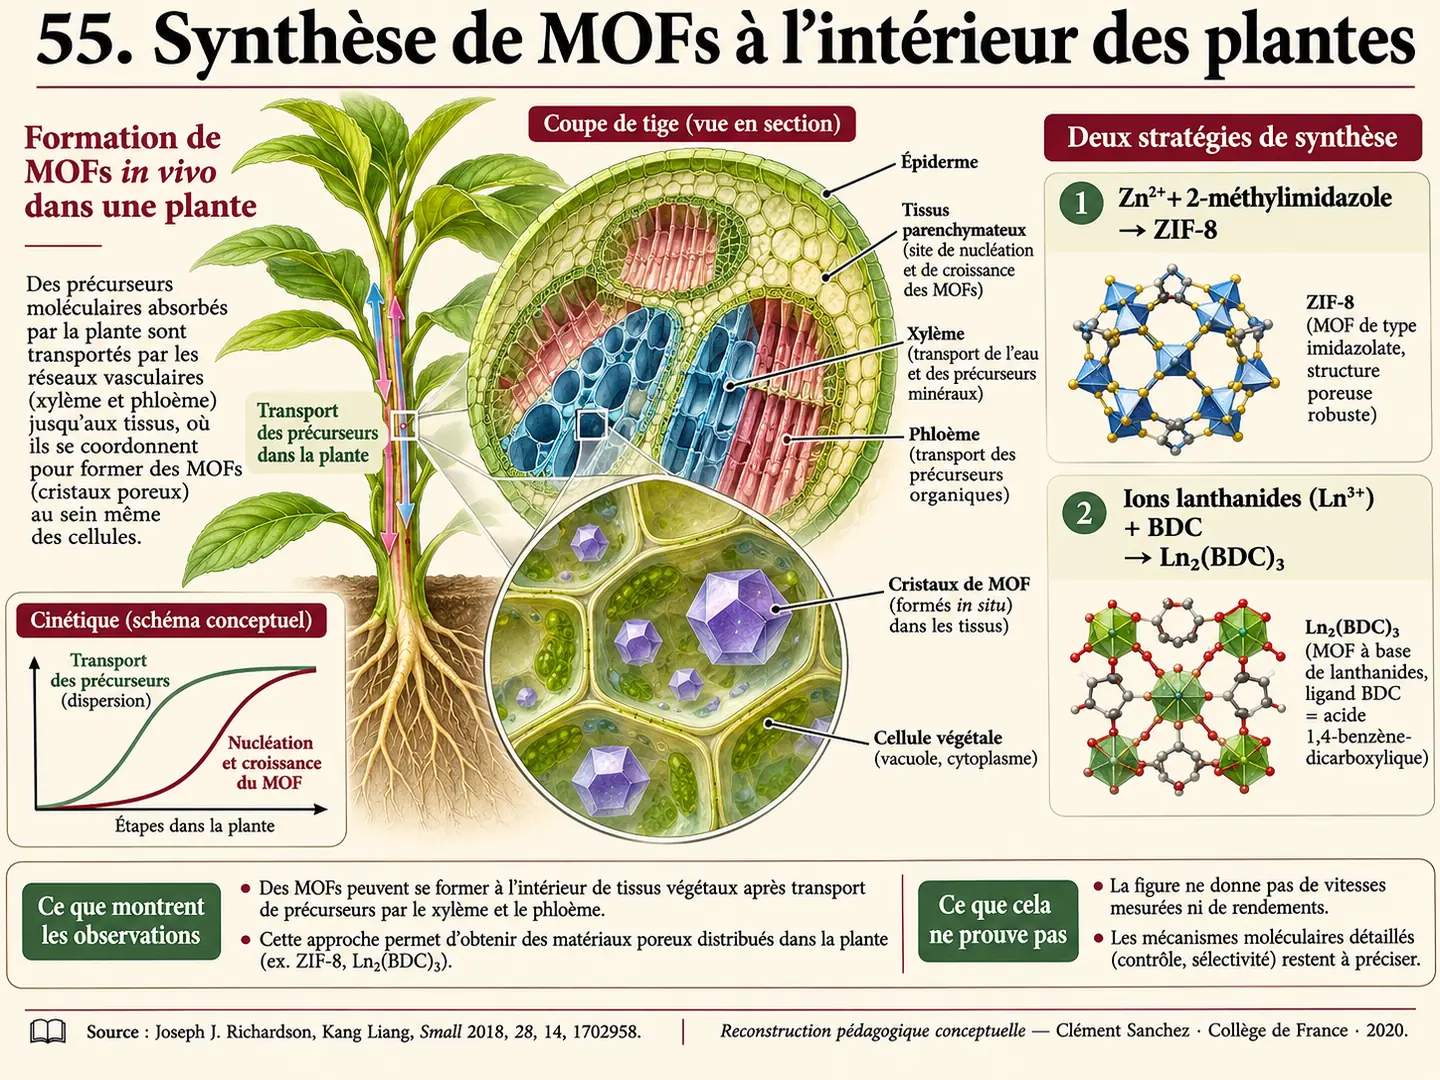 55. Synthèse de MOFs à l'intérieur des plantes
Formation de
MOFs in vivo
dans une plante
Des précurseurs
moléculaires absorbés
par la plante sont
transportés par les
réseaux vasculaires
(xylème et phloème)
jusqu'aux tissus, où
ils se coordonnent
pour former des MOFs
(cristaux poreux)
au sein même
des cellules.
Transport
des précurseurs
dans la plante
Coupe de tige (vue en section)
Épiderme
Tissus
parenchymateux
(site de nucléation
et de croissance
des MOFs)
Xylème
(transport de l'eau
et des précurseurs
minéraux)
Phloème
(transport des
précurseurs
organiques)
Cristaux de MOF
(formés in situ)
dans les tissus)
Cellule végétale
(vacuole, cytoplasme)
Deux stratégies de synthèse
1
Zn²⁺ + 2-méthylimidazole
→ ZIF-8
ZIF-8
(MOF de type
imidazolate,
structure
poreuse
robuste)
2
Ions lanthanides (Ln³⁺)
+ BDC
→ Ln₂(BDC)₃
Ln₂(BDC)₃
(MOF à base
de lanthanides,
ligand BDC
= acide
1,4-benzène-
dicarboxylique)
Cinétique (schéma conceptuel)
Transport
des précurseurs
(dispersion)
Nucléation
et croissance
du MOF
Étapes dans la plante
Ce que montrent
les observations
• Des MOFs peuvent se former à l'intérieur de tissus végétaux après transport
de précurseurs par le xylème et le phloème.
• Cette approche permet d'obtenir des matériaux poreux distribués dans la plante
(ex. ZIF-8, Ln₂(BDC)₃).
Ce que cela
ne prouve pas
• La figure ne donne pas de vitesses
mesurées ni de rendements.
• Les mécanismes moléculaires détaillés
(contrôle, sélectivité) restent à préciser.
Source : Joseph J. Richardson, Kang Liang, Small 2018, 28, 14, 1702958.
Reconstruction pédagogique conceptuelle — Clément Sanchez · Collège de France · 2020.